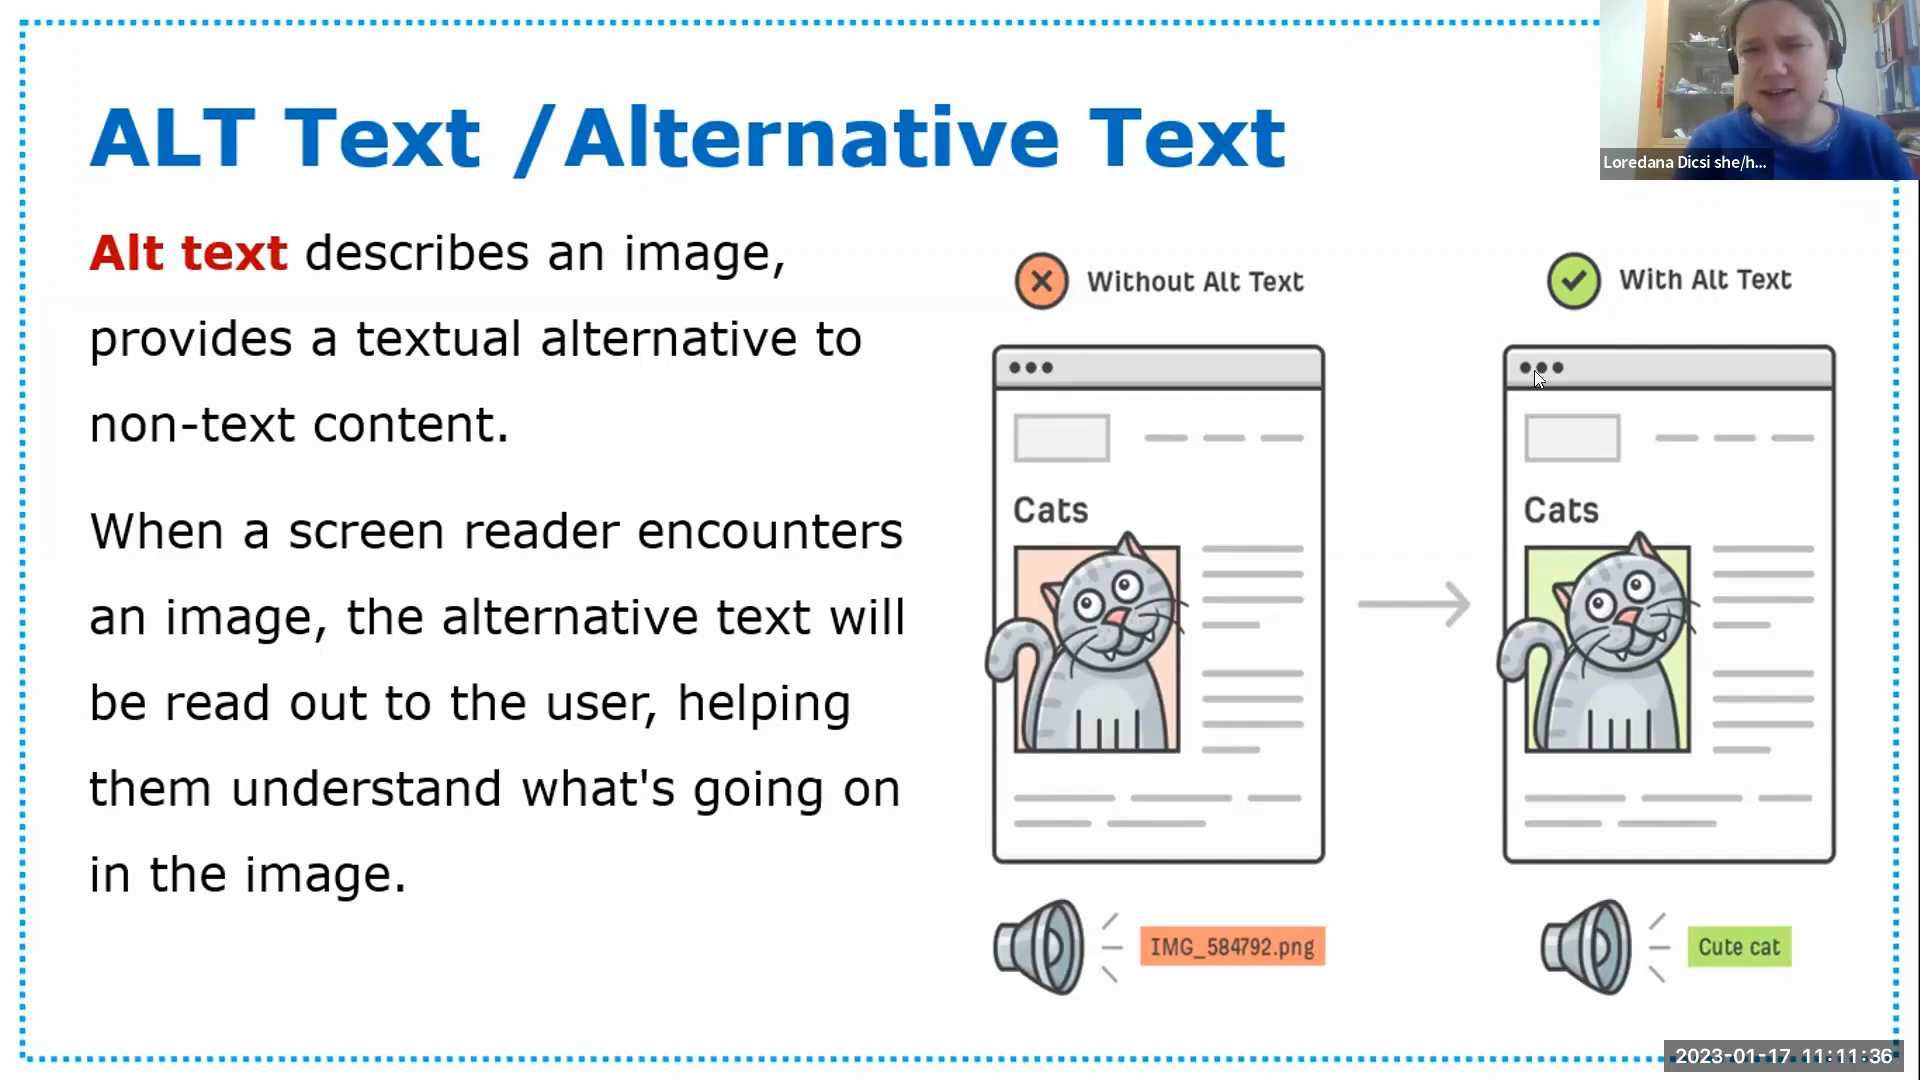 ALT Text /Alternative Text
Loredana Dicsi she/h...
Alt text describes an image,
provides a textual alternative to
non-text content.
When a screen reader encounters
an image, the alternative text will
be read out to the user, helping
them understand what's going on
in the image.
Without Alt Text
With Alt Text
Cats
Cats
IMG_584792.png
Cute cat
2023-01-17 11:11:36